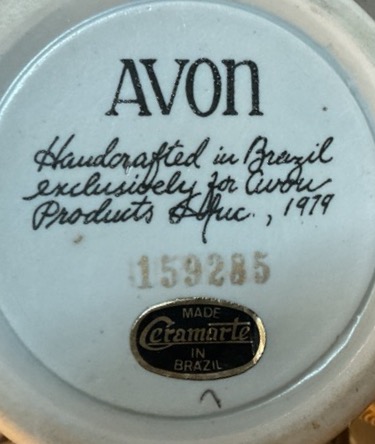 AVON
Handcrafted in Brazil
exclusively for Avon
Products Inc., 1979
159285
MADE
Ceramarte
IN
BRAZIL